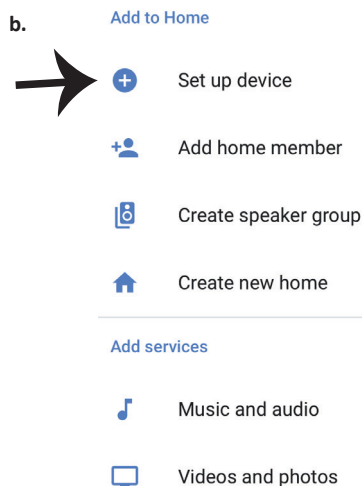 b.
Add to Home
Set up device
Add home member
Create speaker group
Create new home
Add services
Music and audio
Videos and photos